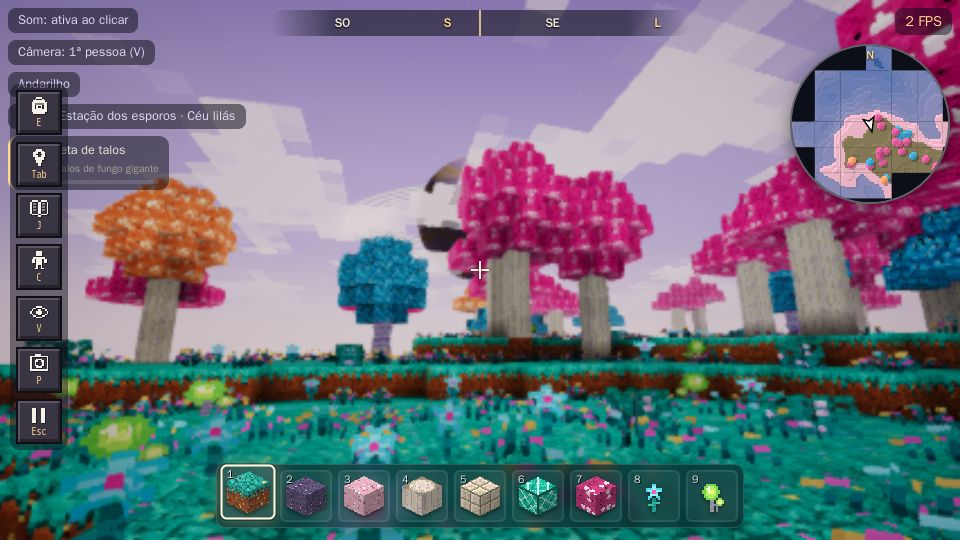 Som: ativa ao clicar
SO S SE L
2 FPS
Câmera: 1ª pessoa (V)
N
Andarilho
E
Estação dos esporos · Céu lilás
eta de talos
alos de fungo gigante
Tab
J
C
V
P
Esc
1 2 3 4 5 6 7 8 9